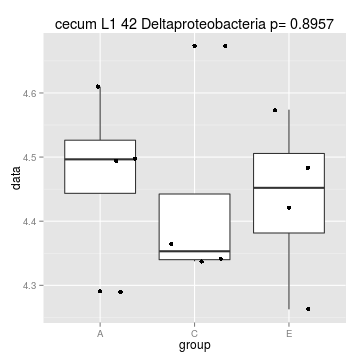 cecum L1 42 Deltaproteobacteria p= 0.8957
data
4.6
4.5
4.4
4.3
A C E
group